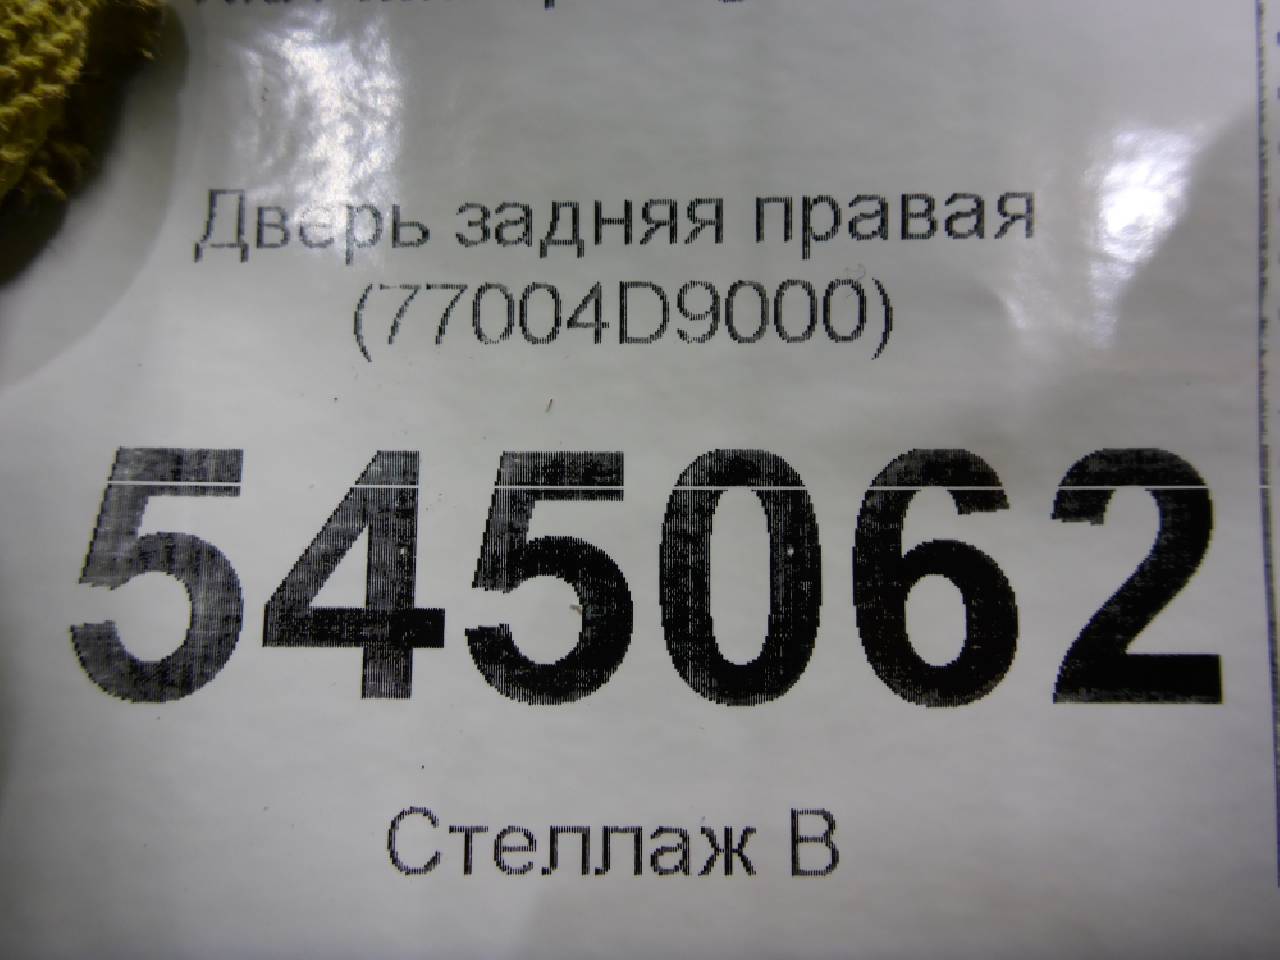 Дверь задняя правая
(77004D9000)
545062
Стеллаж В